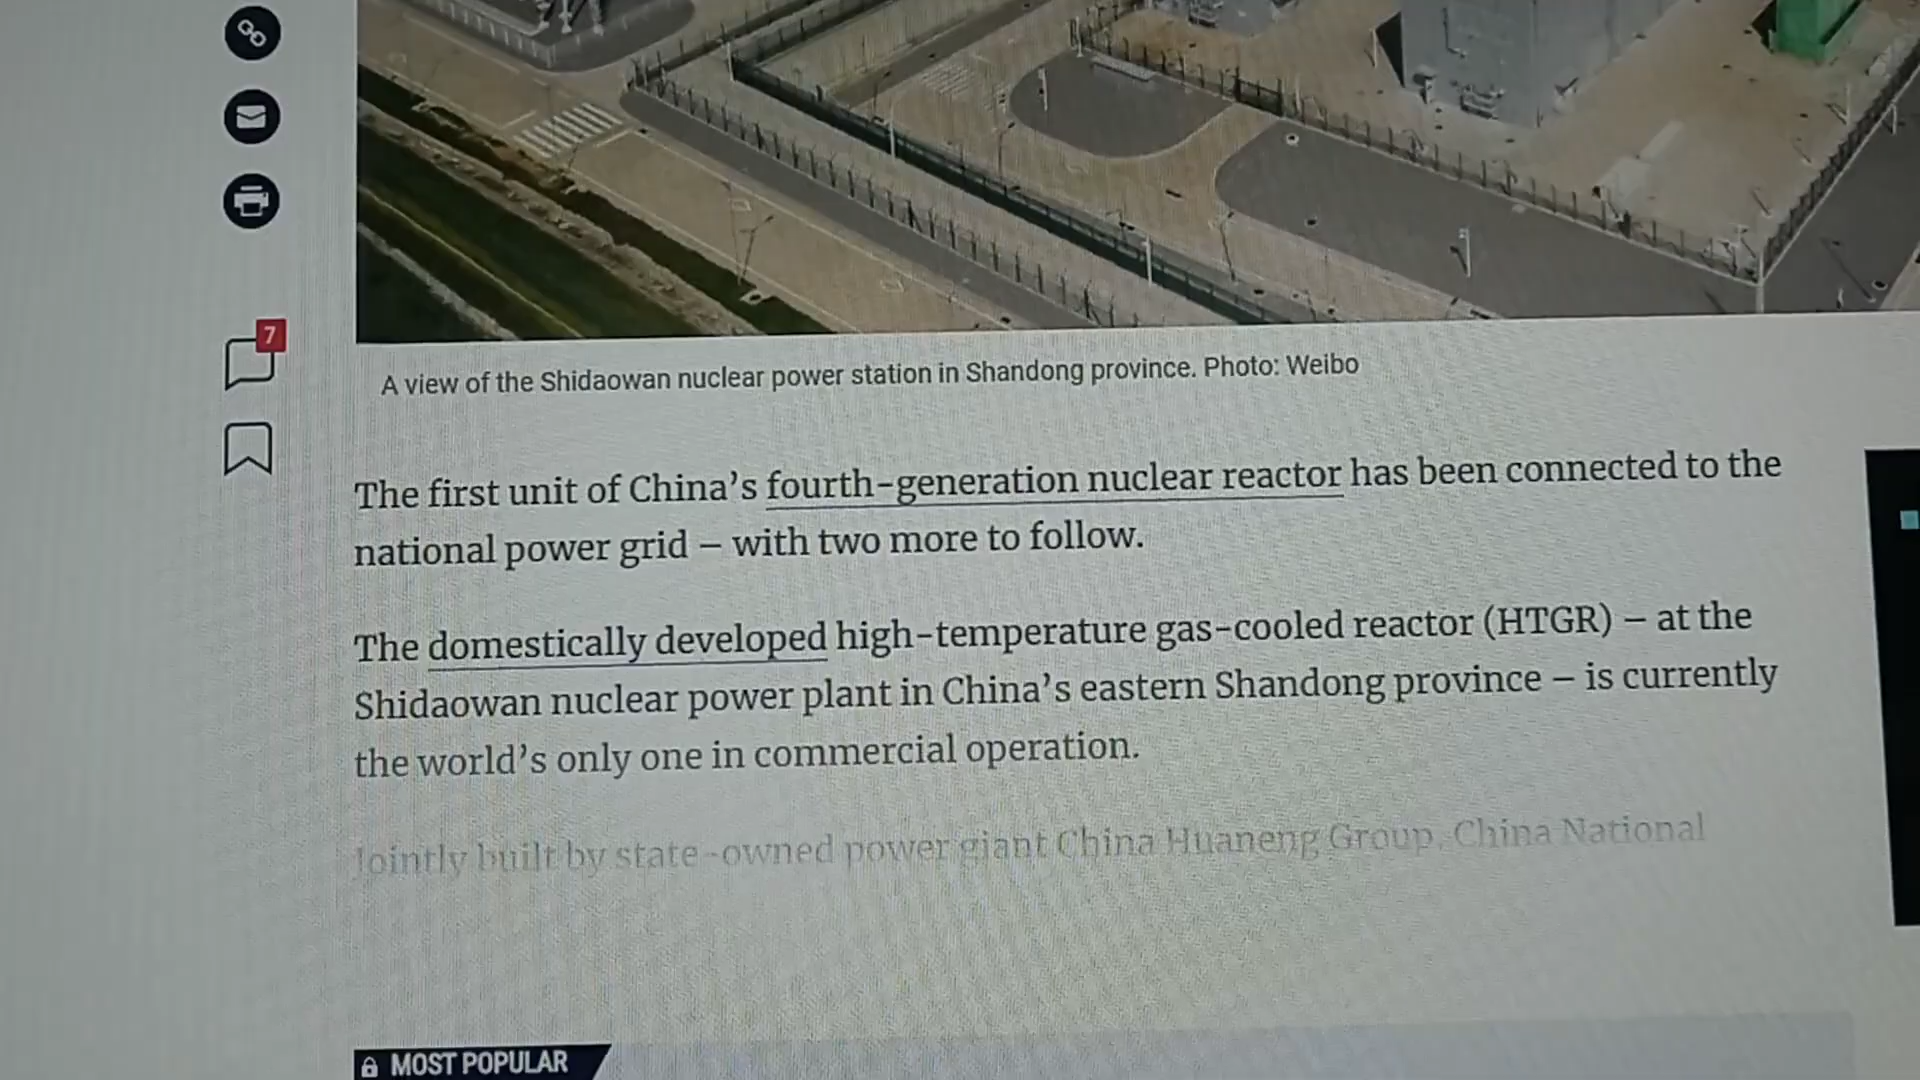 7
A view of the Shidaowan nuclear power station in Shandong province. Photo: Weibo
The first unit of China’s fourth-generation nuclear reactor has been connected to the
national power grid – with two more to follow.
The domestically developed high-temperature gas-cooled reactor (HTGR) – at the
Shidaowan nuclear power plant in China’s eastern Shandong province – is currently
the world’s only one in commercial operation.
Jointly built by state-owned power giant China Huaneng Group, China National
MOST POPULAR